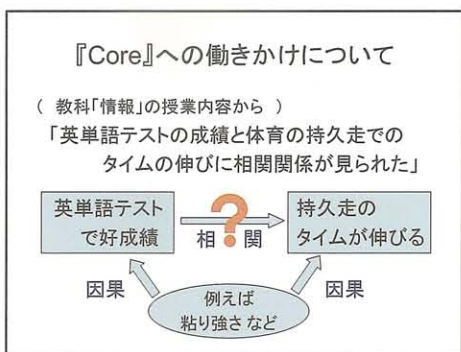 『Core』への働きかけについて
( 教科「情報」の授業内容から )
「英単語テストの成績と体育の持久走での
タイムの伸びに相関関係が見られた」
英単語テスト
で好成績
?
相 関
持久走の
タイムが伸びる
因果
因果
例えば
粘り強さ など